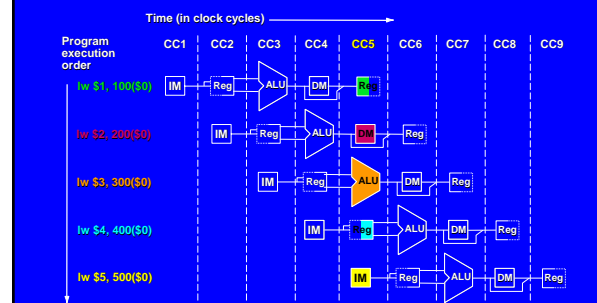 Time (in clock cycles)
Program
execution
order
CC1 CC2 CC3 CC4 CC5 CC6 CC7 CC8 CC9
lw $1, 100($0) IM Reg ALU DM Reg
lw $2, 200($0) IM Reg ALU DM Reg
lw $3, 300($0) IM Reg ALU DM Reg
lw $4, 400($0) IM Reg ALU DM Reg
lw $5, 500($0) IM Reg ALU DM Reg